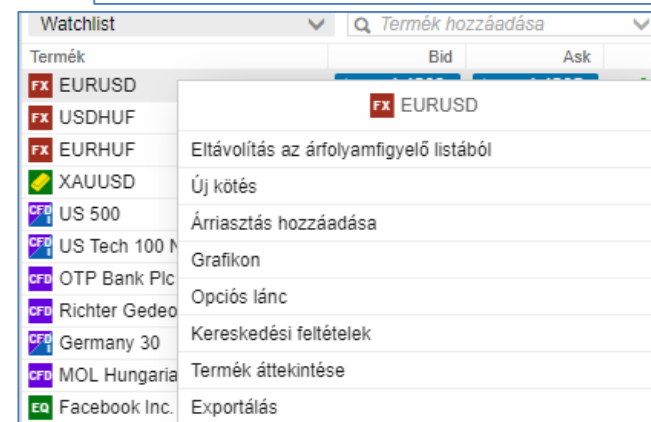 Watchlist Termék hozzáadása
Termék Bid Ask
FX EURUSD
FX EURUSD
FX USDHUF
FX EURHUF
Eltávolítás az árfolyamfigyelő listából
XAUUSD
Új kötés
CFD I US 500
Árriasztás hozzáadása
CFD I US Tech 100 N
Grafikon
CFD OTP Bank Plc
Opciós lánc
CFD Richter Gedeo
Kereskedési feltételek
CFD I Germany 30
CFD MOL Hungaria
Termék áttekintése
EQ Facebook Inc.
Exportálás